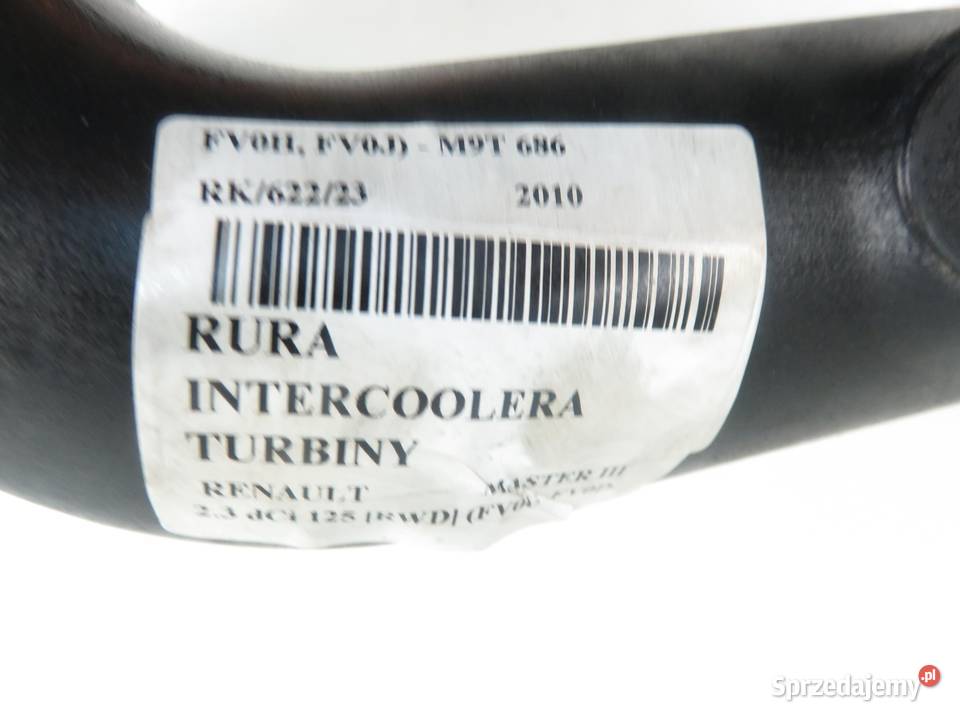 FV0H, FV0J) - M9T 686
RK/622/23 2010
RURA
INTERCOOLERA
TURBINY
RENAULT MASTER III
2.3 dCi 125 [RWD] (FV0
Sprzedajemy.pl